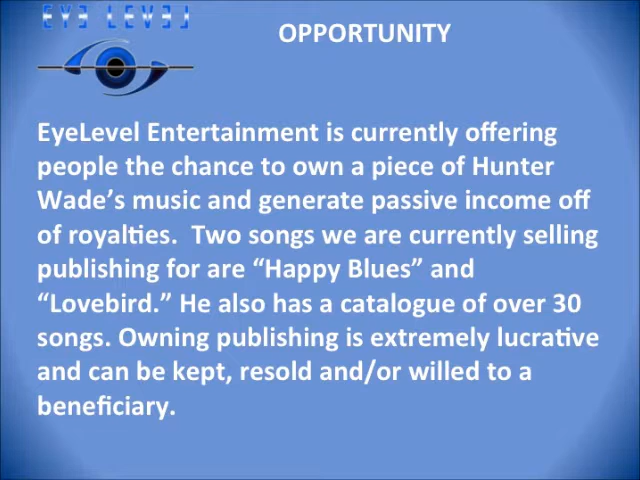 EYE LEVEL
OPPORTUNITY
EyeLevel Entertainment is currently offering
people the chance to own a piece of Hunter
Wade’s music and generate passive income off
of royalties.  Two songs we are currently selling
publishing for are “Happy Blues” and
“Lovebird.” He also has a catalogue of over 30
songs. Owning publishing is extremely lucrative
and can be kept, resold and/or willed to a
beneficiary.